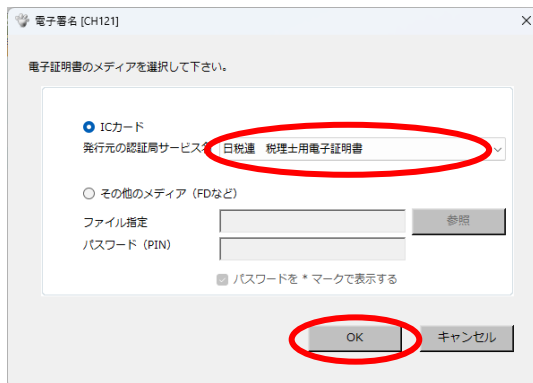 電子署名 [CH121]
電子証明書のメディアを選択して下さい。
ICカード
発行元の認証局サービス 日税連 税理士用電子証明書
その他のメディア（FDなど）
ファイル指定 参照
パスワード（PIN）
パスワードを * マークで表示する
OK キャンセル